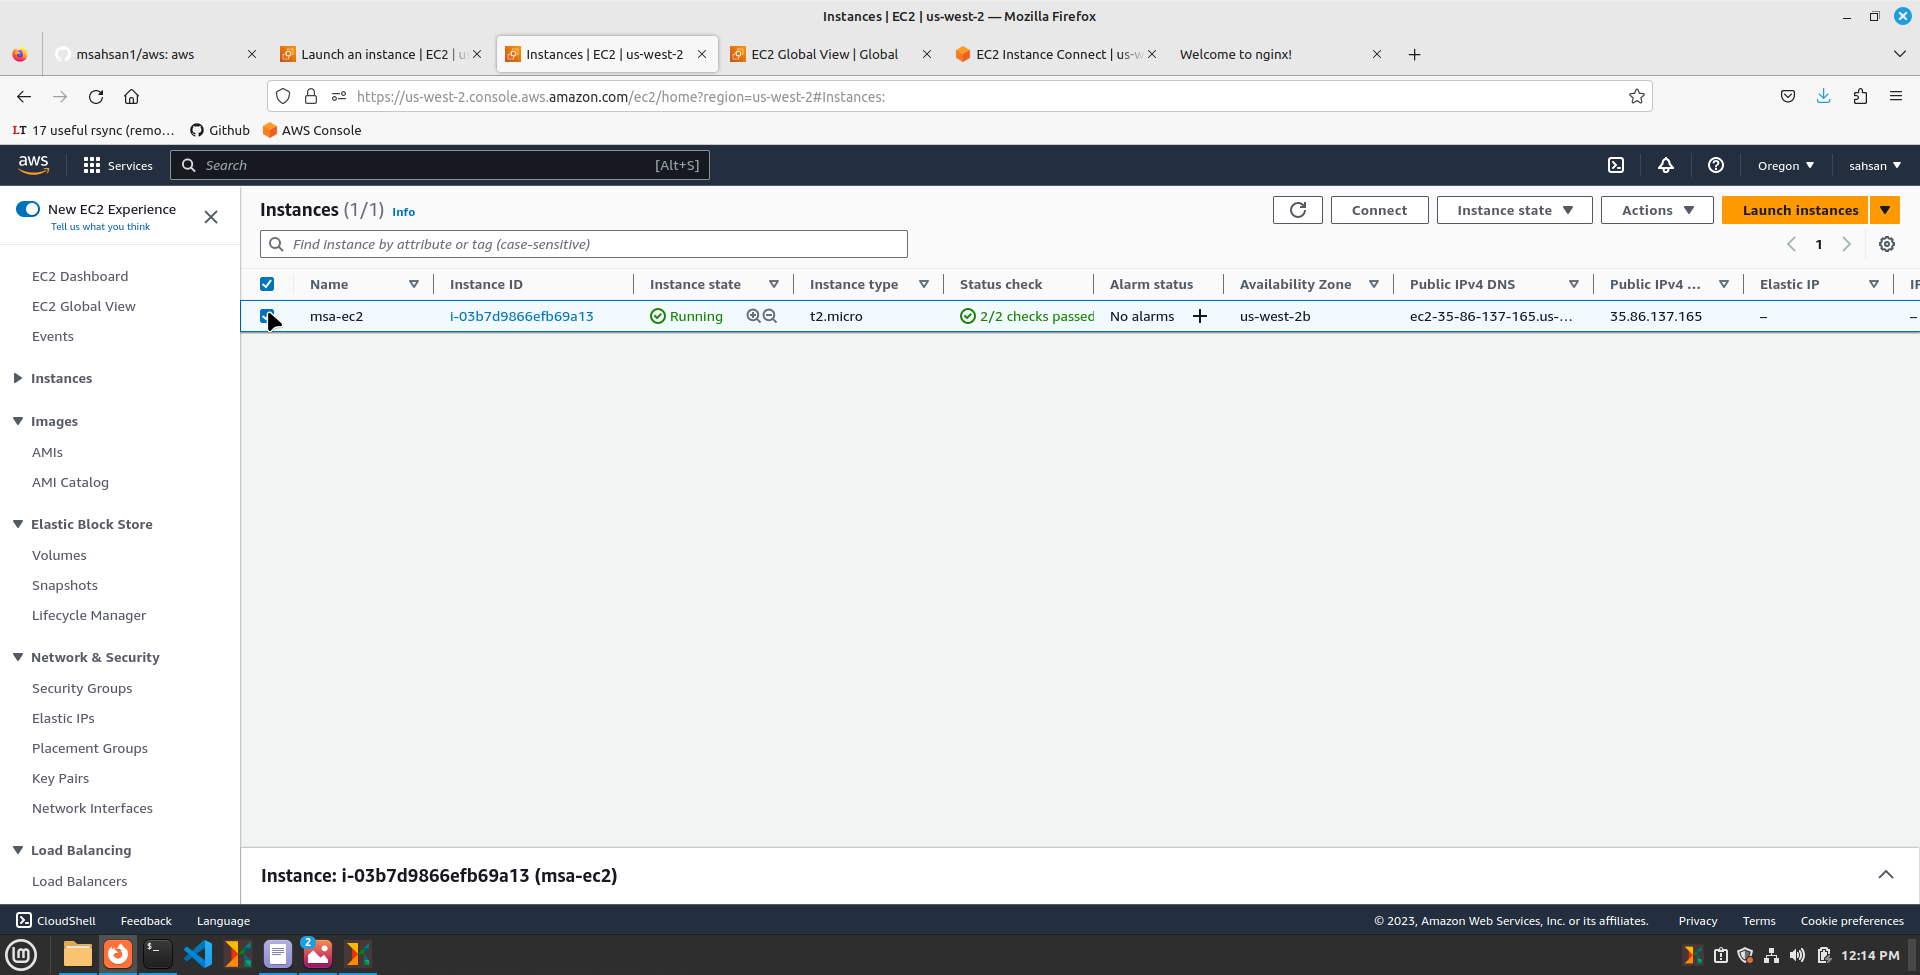 Instances | EC2 | us-west-2 — Mozilla Firefox
msahsan1/aws: aws
Launch an instance | EC2 | u
Instances | EC2 | us-west-2
EC2 Global View | Global
EC2 Instance Connect | us-w
Welcome to nginx!
https://us-west-2.console.aws.amazon.com/ec2/home?region=us-west-2#Instances:
LT 17 useful rsync (remo…
Github
AWS Console
aws
Services
Search
[Alt+S]
Oregon
sahsan
New EC2 Experience
Tell us what you think
EC2 Dashboard
EC2 Global View
Events
Instances
Images
AMIs
AMI Catalog
Elastic Block Store
Volumes
Snapshots
Lifecycle Manager
Network & Security
Security Groups
Elastic IPs
Placement Groups
Key Pairs
Network Interfaces
Load Balancing
Load Balancers
Instances (1/1) Info
Connect
Instance state
Actions
Launch instances
Find instance by attribute or tag (case-sensitive)
1
Name Instance ID Instance state Instance type Status check Alarm status Availability Zone Public IPv4 DNS Public IPv4 ... Elastic IP IP
msa-ec2 i-03b7d9866efb69a13 Running t2.micro 2/2 checks passed No alarms + us-west-2b ec2-35-86-137-165.us-... 35.86.137.165 – –
Instance: i-03b7d9866efb69a13 (msa-ec2)
CloudShell Feedback Language © 2023, Amazon Web Services, Inc. or its affiliates. Privacy Terms Cookie preferences
2
12:14 PM